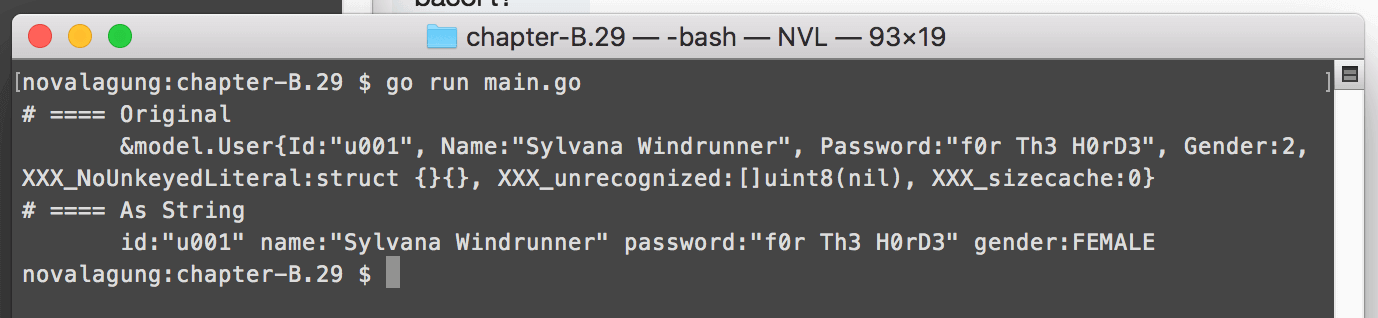 basort?
chapter-B.29 — -bash — NVL — 93×19
[novalagung:chapter-B.29 $ go run main.go ]
# ==== Original
&model.User{Id:"u001", Name:"Sylvana Windrunner", Password:"f0r Th3 H0rD3", Gender:2,
XXX_NoUnkeyedLiteral:struct {}{}, XXX_unrecognized:[]uint8(nil), XXX_sizecache:0}
# ==== As String
id:"u001" name:"Sylvana Windrunner" password:"f0r Th3 H0rD3" gender:FEMALE
novalagung:chapter-B.29 $